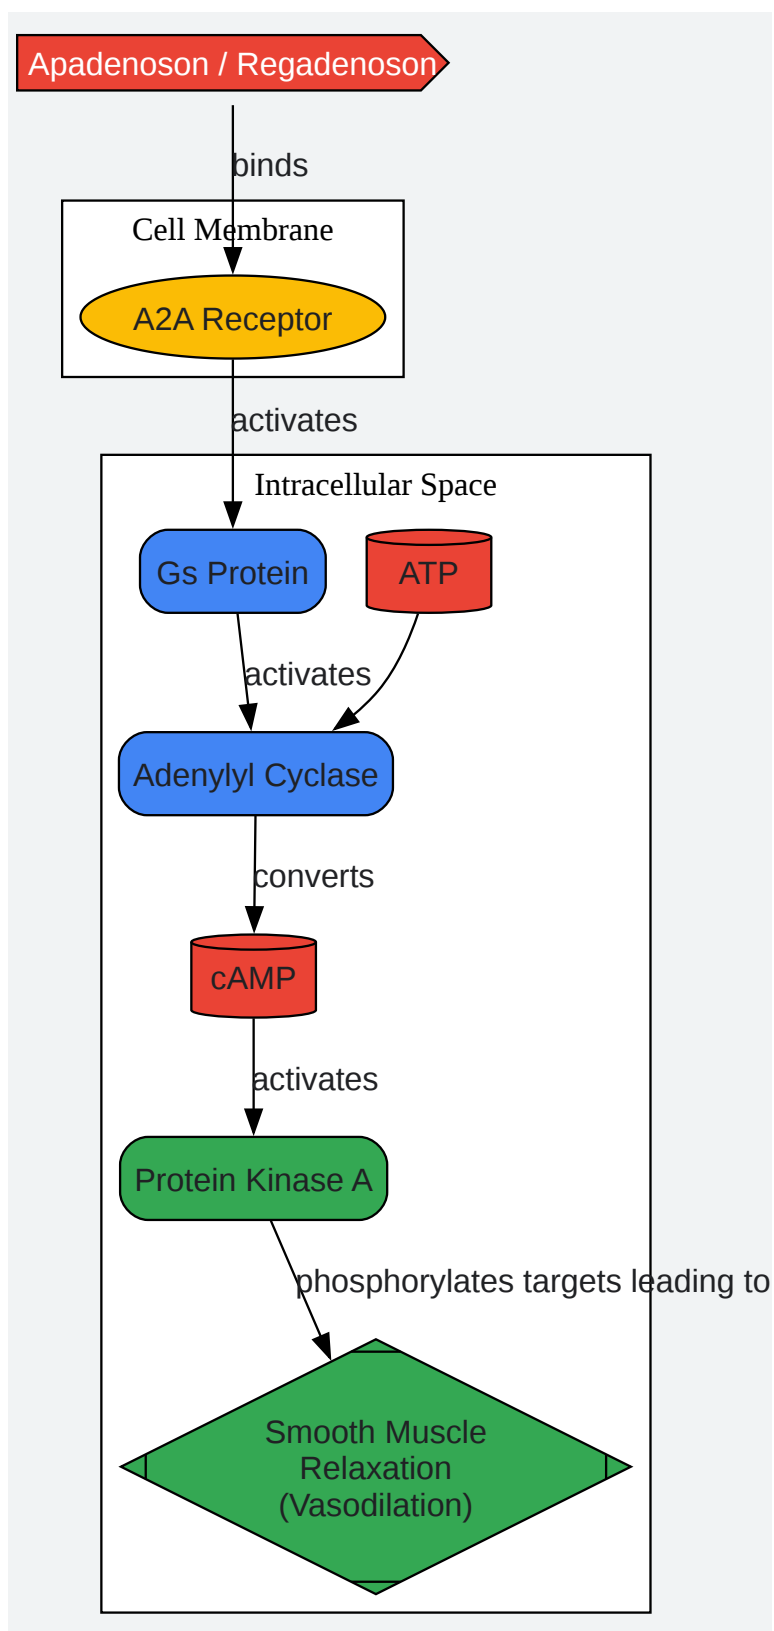 Apadenoson / Regadenoson
binds
Cell Membrane
A2A Receptor
activates
Intracellular Space
Gs Protein
ATP
activates
Adenylyl Cyclase
converts
cAMP
activates
Protein Kinase A
phosphorylates targets leading to
Smooth Muscle
Relaxation
(Vasodilation)